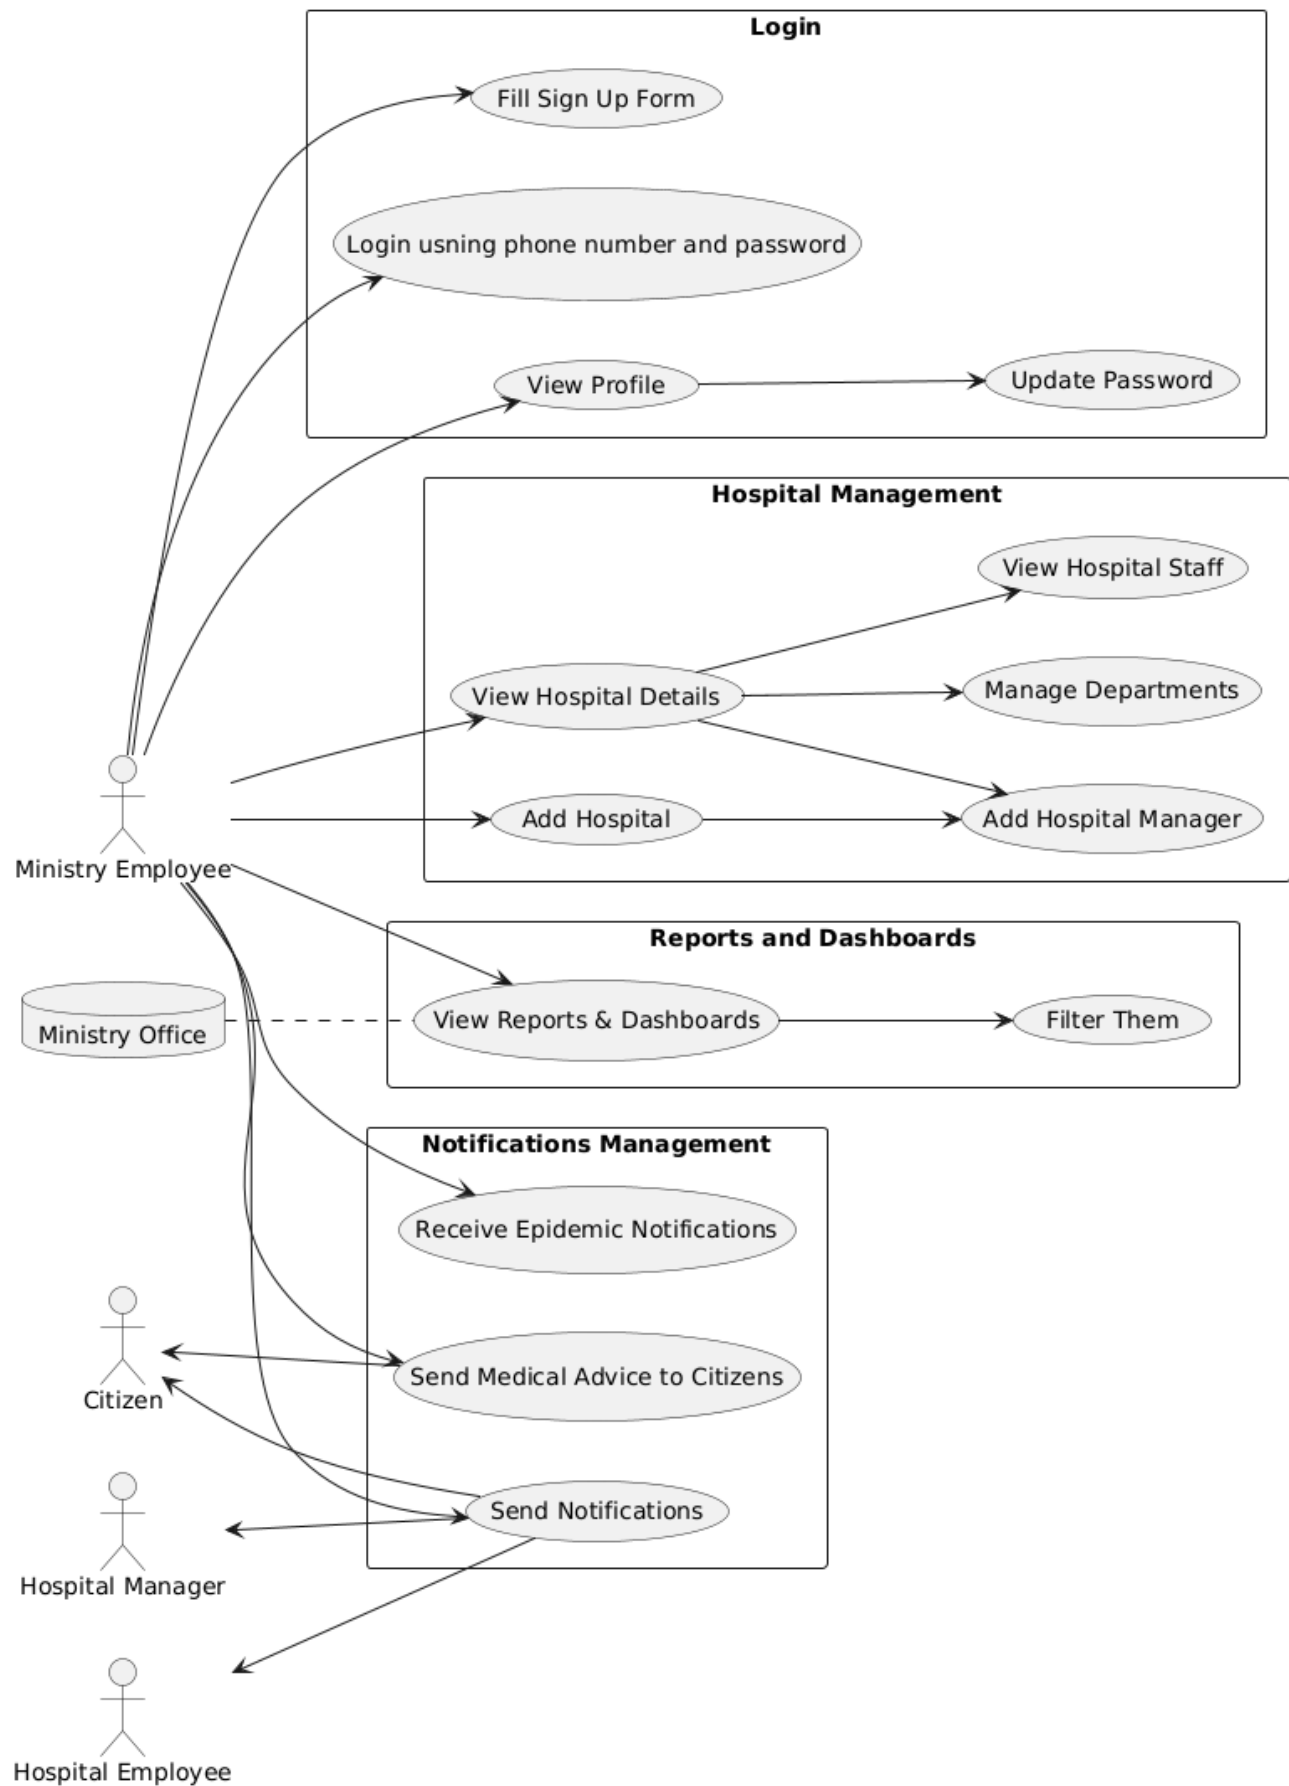 Login
Fill Sign Up Form
Login usning phone number and password
View Profile
Update Password
Hospital Management
View Hospital Staff
View Hospital Details
Manage Departments
Add Hospital
Add Hospital Manager
Ministry Employee
Reports and Dashboards
Ministry Office
View Reports & Dashboards
Filter Them
Notifications Management
Receive Epidemic Notifications
Send Medical Advice to Citizens
Citizen
Send Notifications
Hospital Manager
Hospital Employee